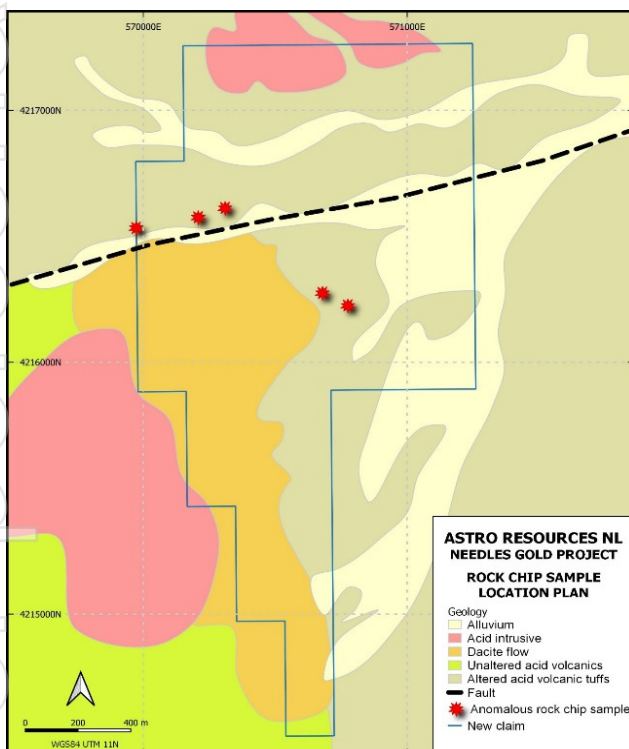 570000E
571000E
4217000N
4216000N
4215000N
ASTRO RESOURCES NL
NEEDLES GOLD PROJECT
ROCK CHIP SAMPLE
LOCATION PLAN
Geology
Alluvium
Acid intrusive
Dacite flow
Unaltered acid volcanics
Altered acid volcanic tuffs
Fault
Anomalous rock chip sample
New claim
0 200 400 m
WGS84 UTM 11N